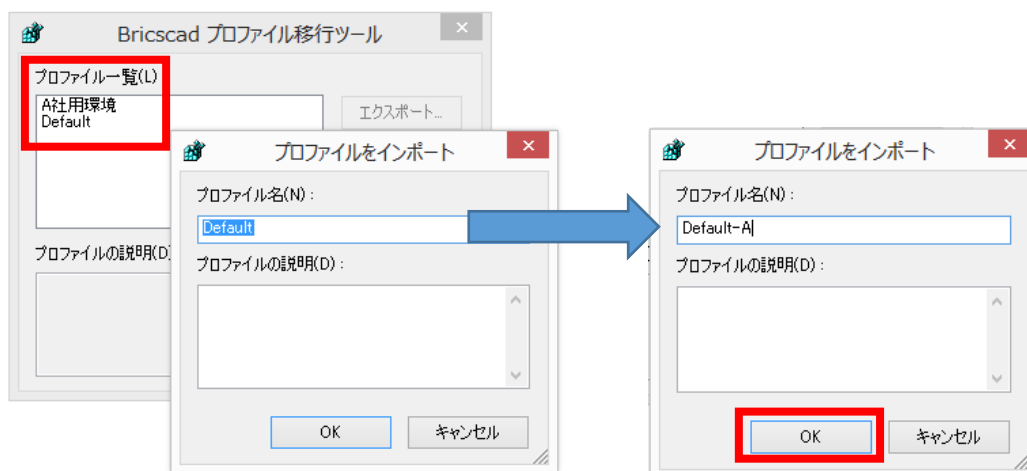 Bricscad プロファイル移行ツール
プロファイル一覧(L)
A社用環境
Default
エクスポート...
プロファイルの説明(D)
プロファイルをインポート
プロファイル名(N) :
Default
プロファイルの説明(D) :
OK
キャンセル
プロファイルをインポート
プロファイル名(N) :
Default-A
プロファイルの説明(D) :
OK
キャンセル